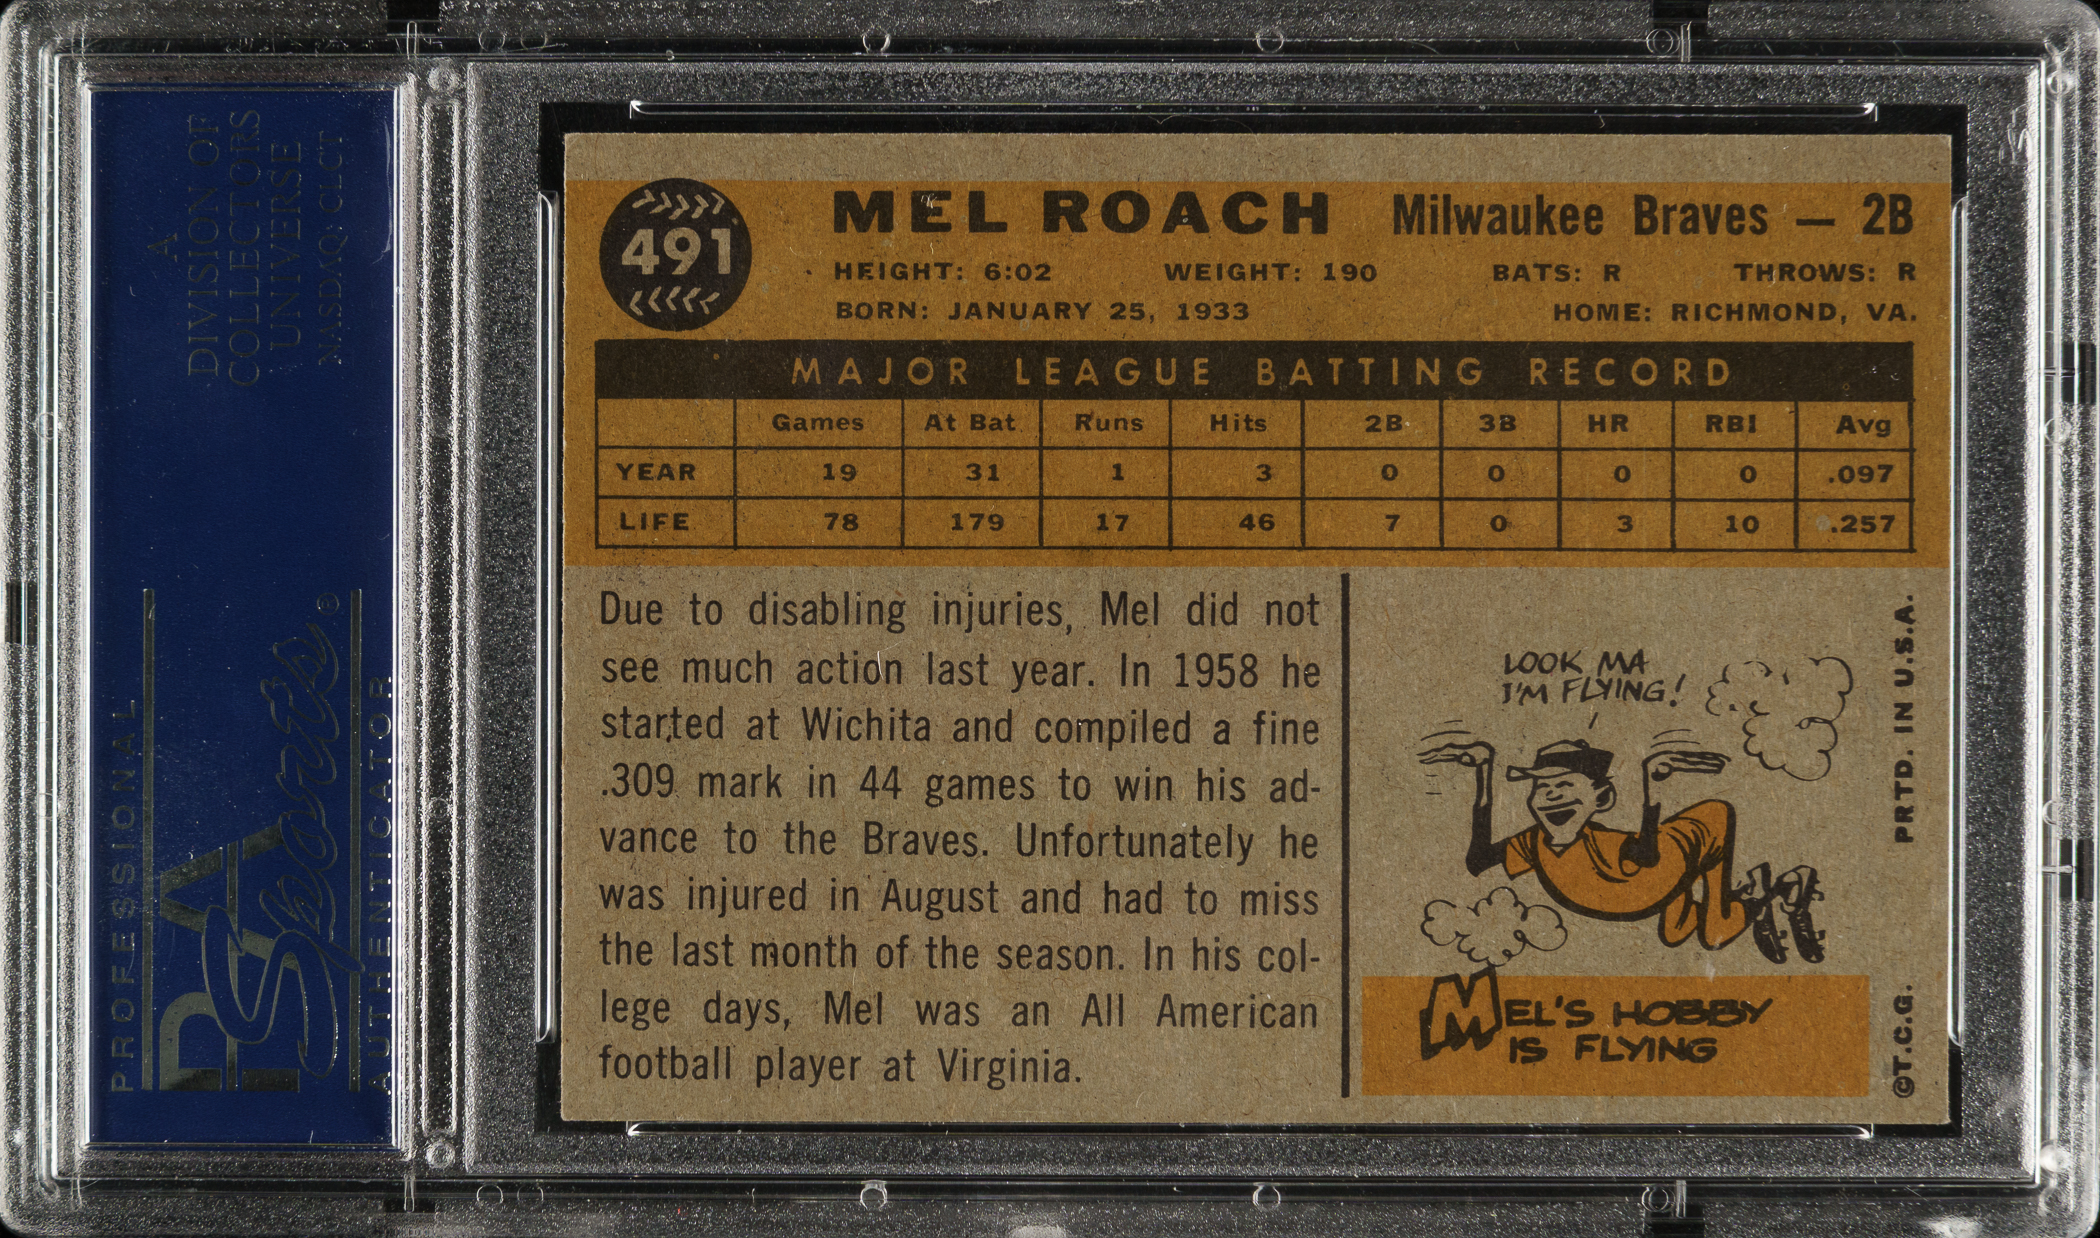 A
DIVISION OF
COLLECTORS
UNIVERSE
NASDAQ: CLCT
PROFESSIONAL
PSA
Sports®
AUTHENTICATOR
491
MEL ROACH Milwaukee Braves — 2B
HEIGHT: 6:02 WEIGHT: 190 BATS: R THROWS: R
BORN: JANUARY 25, 1933 HOME: RICHMOND, VA.
MAJOR LEAGUE BATTING RECORD
Games At Bat Runs Hits 2B 3B HR RBI Avg
YEAR 19 31 1 3 0 0 0 0 .097
LIFE 78 179 17 46 7 0 3 10 .257
Due to disabling injuries, Mel did not
see much action last year. In 1958 he
started at Wichita and compiled a fine
.309 mark in 44 games to win his ad-
vance to the Braves. Unfortunately he
was injured in August and had to miss
the last month of the season. In his col-
lege days, Mel was an All American
football player at Virginia.
LOOK MA
I'M FLYING!
MEL'S HOBBY
IS FLYING
©T.C.G. PRTD. IN U.S.A.